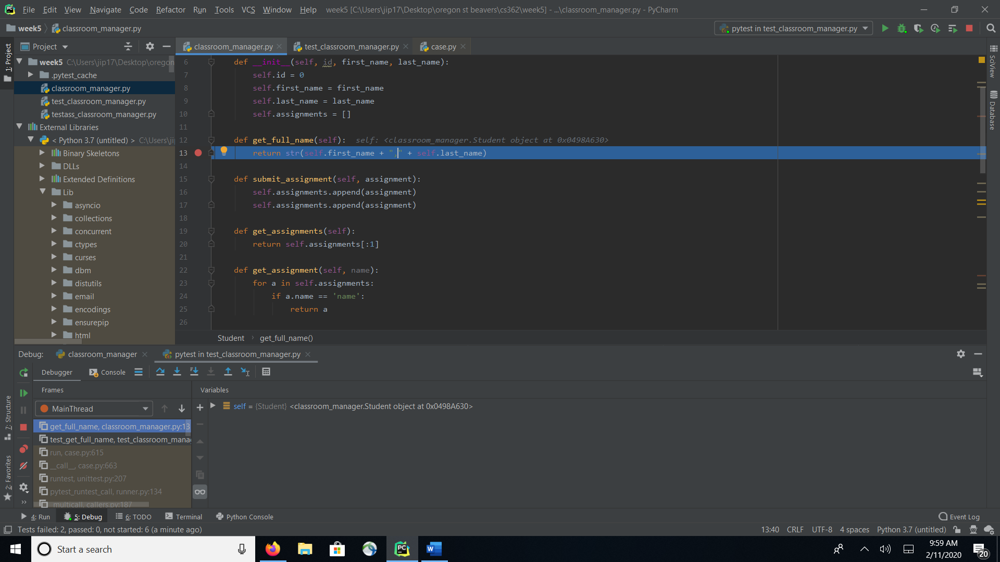 File Edit View Navigate Code Refactor Run Tools VCS Window Help week5 [C:\Users\jip17\Desktop\oregon st beavers\cs362\week5] - ...\classroom_manager.py - PyCharm
week5 classroom_manager.py pytest in test_classroom_manager.py
1: Project
Project
classroom_manager.py test_classroom_manager.py case.py
week5 C:\Users\jip17\Desktop\oregon
.pytest_cache
classroom_manager.py
test_classroom_manager.py
testass_classroom_manager.py
External Libraries
< Python 3.7 (untitled) > C:\Users\ji
Binary Skeletons
DLLs
Extended Definitions
Lib
asyncio
collections
concurrent
ctypes
curses
dbm
distutils
email
encodings
ensurepip
html
6 def __init__(self, id, first_name, last_name):
7 self.id = 0
8 self.first_name = first_name
9 self.last_name = last_name
10 self.assignments = []
11
12 def get_full_name(self): self: <classroom_manager.Student object at 0x0498A630>
13 return str(self.first_name + "," + self.last_name)
14
15 def submit_assignment(self, assignment):
16 self.assignments.append(assignment)
17 self.assignments.append(assignment)
18
19 def get_assignments(self):
20 return self.assignments[:1]
21
22 def get_assignment(self, name):
23 for a in self.assignments:
24 if a.name == 'name':
25 return a
26
Student › get_full_name()
SciView
Database
Debug: classroom_manager pytest in test_classroom_manager.py
Debugger Console
Frames Variables
MainThread
self = {Student} <classroom_manager.Student object at 0x0498A630>
get_full_name, classroom_manager.py:13
test_get_full_name, test_classroom_mana
run, case.py:615
__call__, case.py:663
runtest, unittest.py:207
pytest_runtest_call, runner.py:134
_multicall, callers.py:187
7: Structure
2: Favorites
4: Run 5: Debug 6: TODO Terminal Python Console Event Log
Tests failed: 2, passed: 0, not started: 6 (a minute ago) 13:40 CRLF UTF-8 4 spaces Python 3.7 (untitled)
Start a search
PC
W
9:59 AM
2/11/2020
20